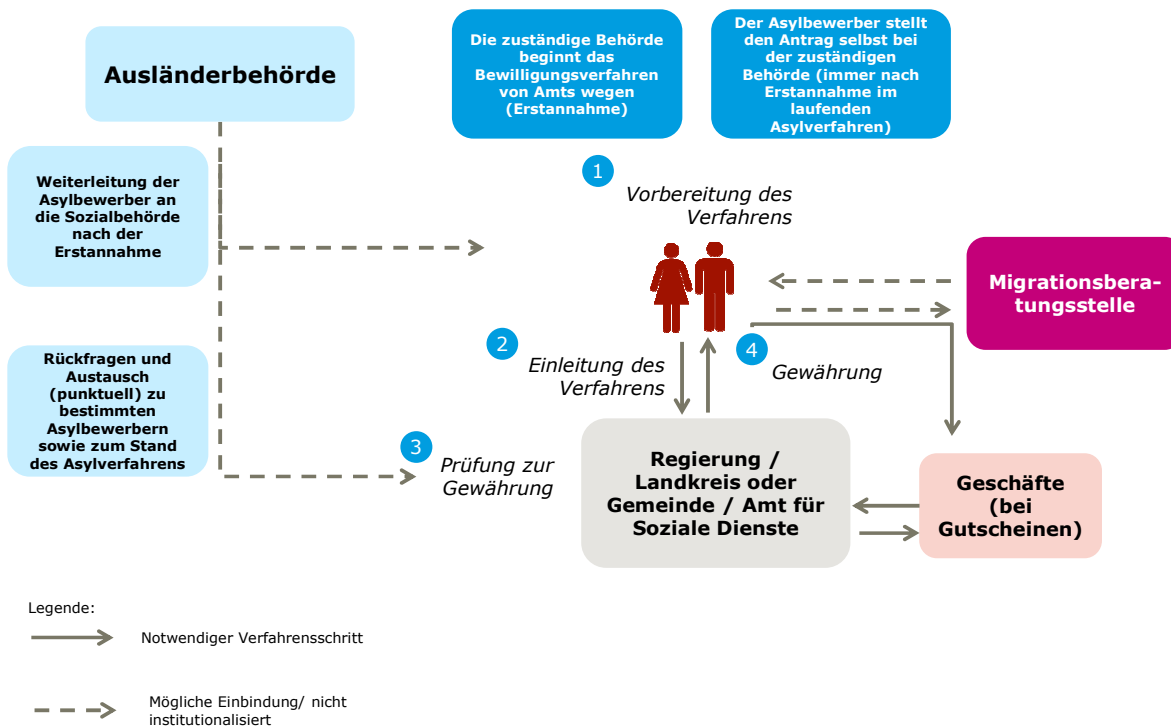 Ausländerbehörde
Die zuständige Behörde
beginnt das
Bewilligungsverfahren
von Amts wegen
(Erstannahme)
Der Asylbewerber stellt
den Antrag selbst bei
der zuständigen
Behörde (immer nach
Erstannahme im
laufenden
Asylverfahren)
Weiterleitung der
Asylbewerber an
die Sozialbehörde
nach der
Erstannahme
1
Vorbereitung des
Verfahrens
Migrationsbera-
tungsstelle
2
Einleitung des
Verfahrens
4
Gewährung
Rückfragen und
Austausch
(punktuell) zu
bestimmten
Asylbewerbern
sowie zum Stand
des Asylverfahrens
3
Prüfung zur
Gewährung
Regierung /
Landkreis oder
Gemeinde / Amt für
Soziale Dienste
Geschäfte
(bei
Gutscheinen)
Legende:
Notwendiger Verfahrensschritt
Mögliche Einbindung/ nicht
institutionalisiert